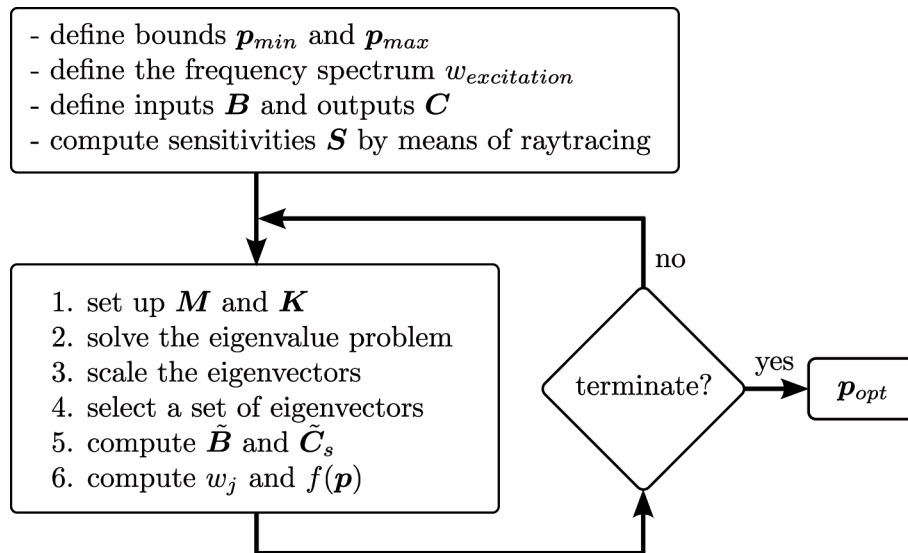 - define bounds p_min and p_max
- define the frequency spectrum w_excitation
- define inputs B and outputs C
- compute sensitivities S by means of raytracing
no
1. set up M and K
2. solve the eigenvalue problem
3. scale the eigenvectors
4. select a set of eigenvectors
5. compute B̃ and C̃_s
6. compute w_j and f(p)
terminate?
yes
p_opt